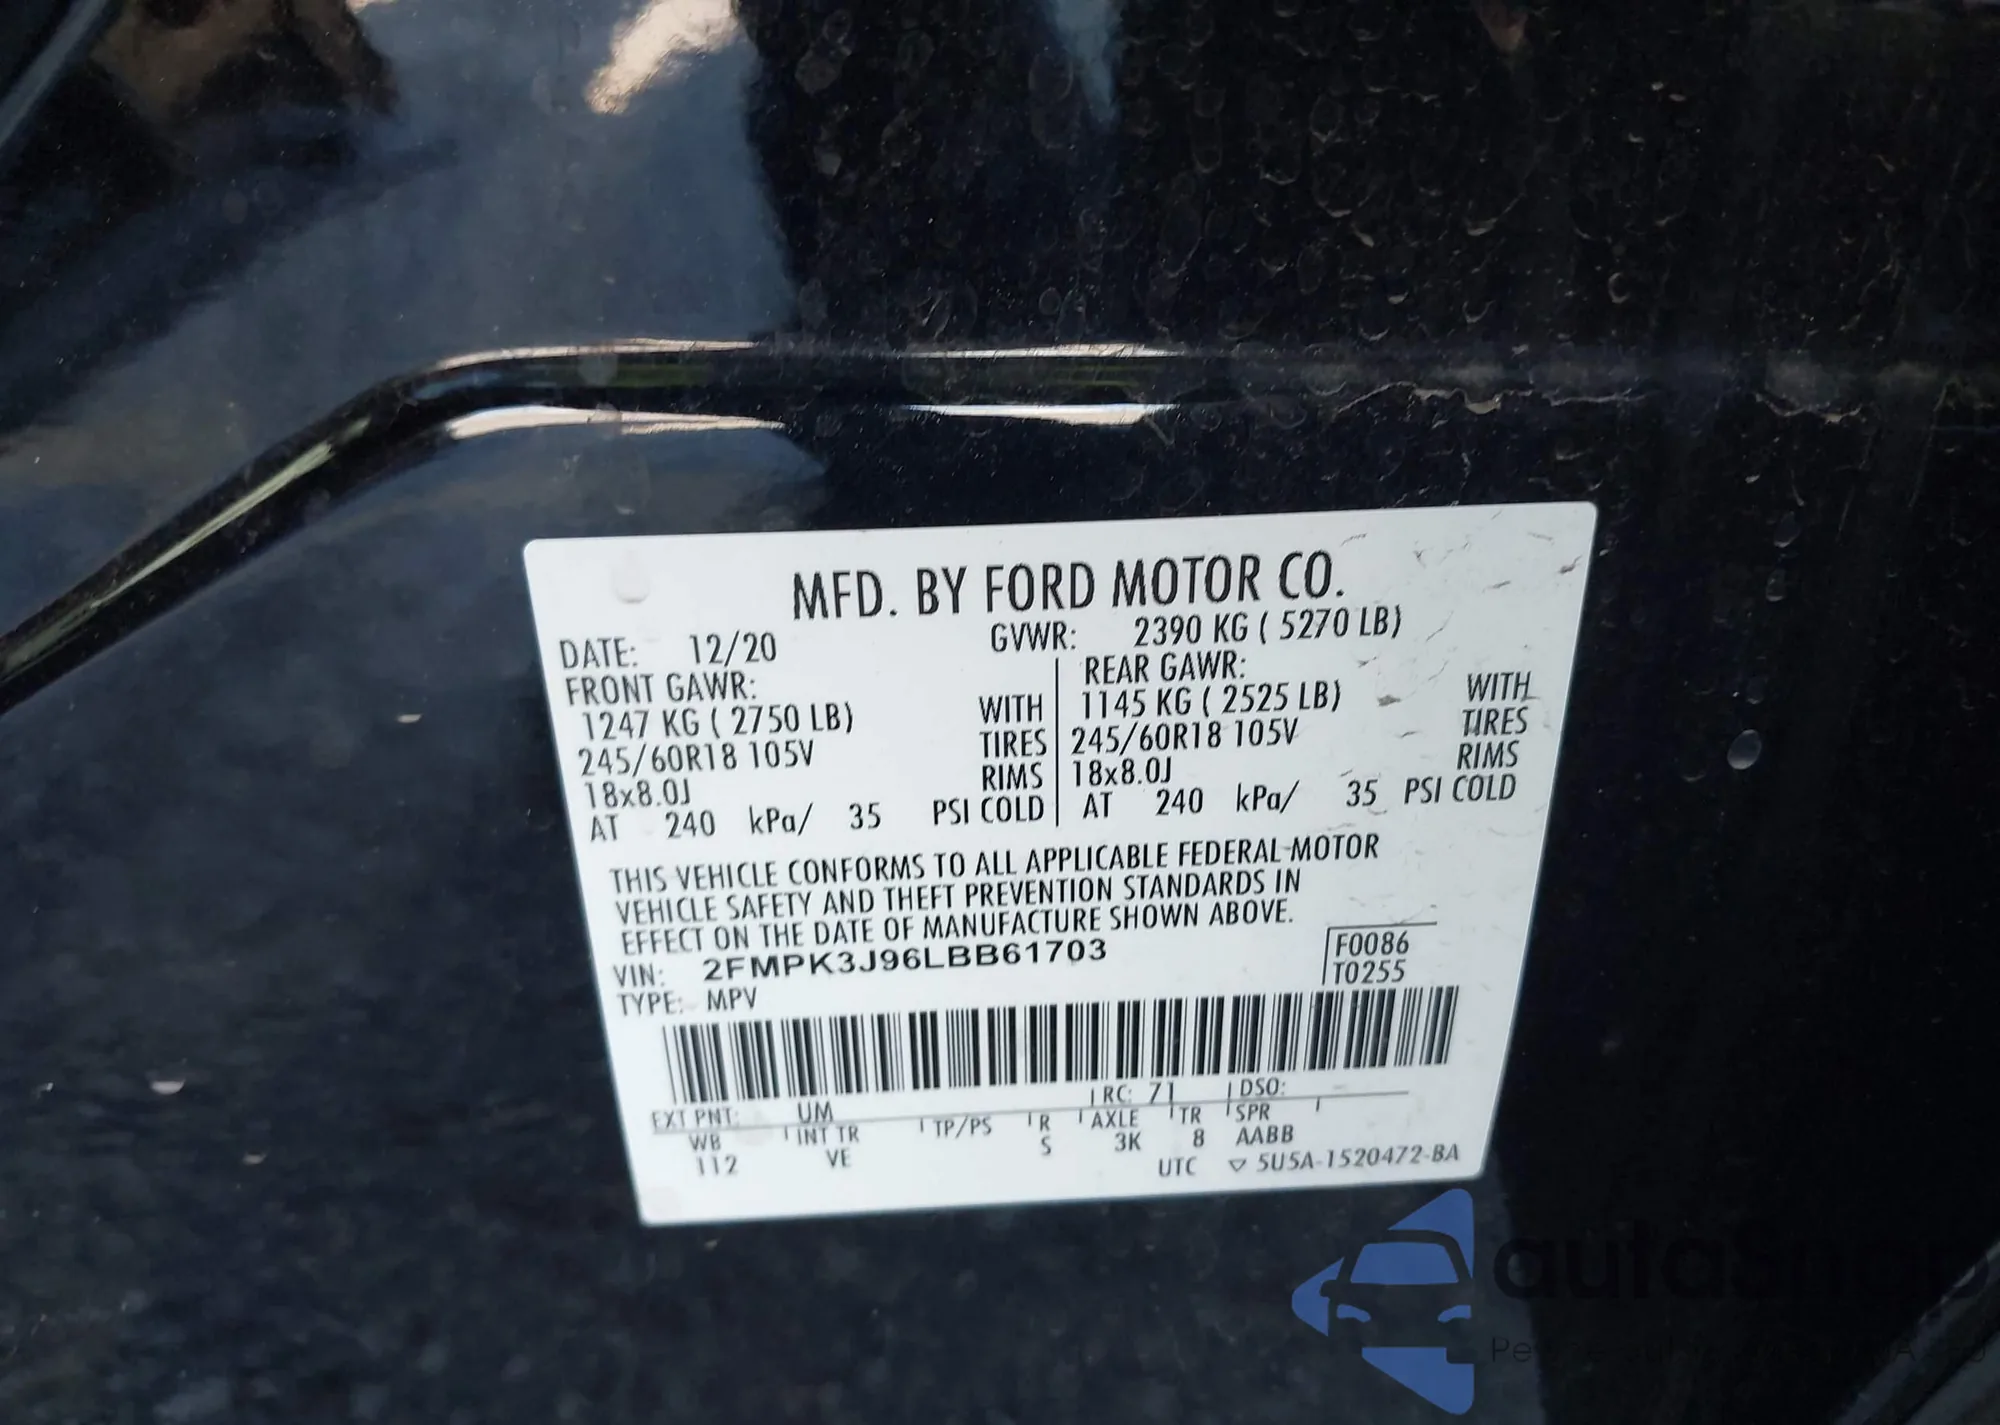 MFD. BY FORD MOTOR CO.
DATE: 12/20 GVWR: 2390 KG ( 5270 LB)
FRONT GAWR: REAR GAWR:
1247 KG ( 2750 LB) WITH 1145 KG ( 2525 LB) WITH
245/60R18 105V TIRES 245/60R18 105V TIRES
18x8.0J RIMS 18x8.0J RIMS
AT 240 kPa/ 35 PSI COLD AT 240 kPa/ 35 PSI COLD
THIS VEHICLE CONFORMS TO ALL APPLICABLE FEDERAL MOTOR
VEHICLE SAFETY AND THEFT PREVENTION STANDARDS IN
EFFECT ON THE DATE OF MANUFACTURE SHOWN ABOVE.
VIN: 2FMPK3J96LBB61703 F0086
TYPE: MPV T0255
EXT PNT: UM RC: 71 DSO:
WB INT TR TP/PS R AXLE TR SPR
112 VE S 3K 8 AABB
UTC ▽ 5U5A-1520472-BA